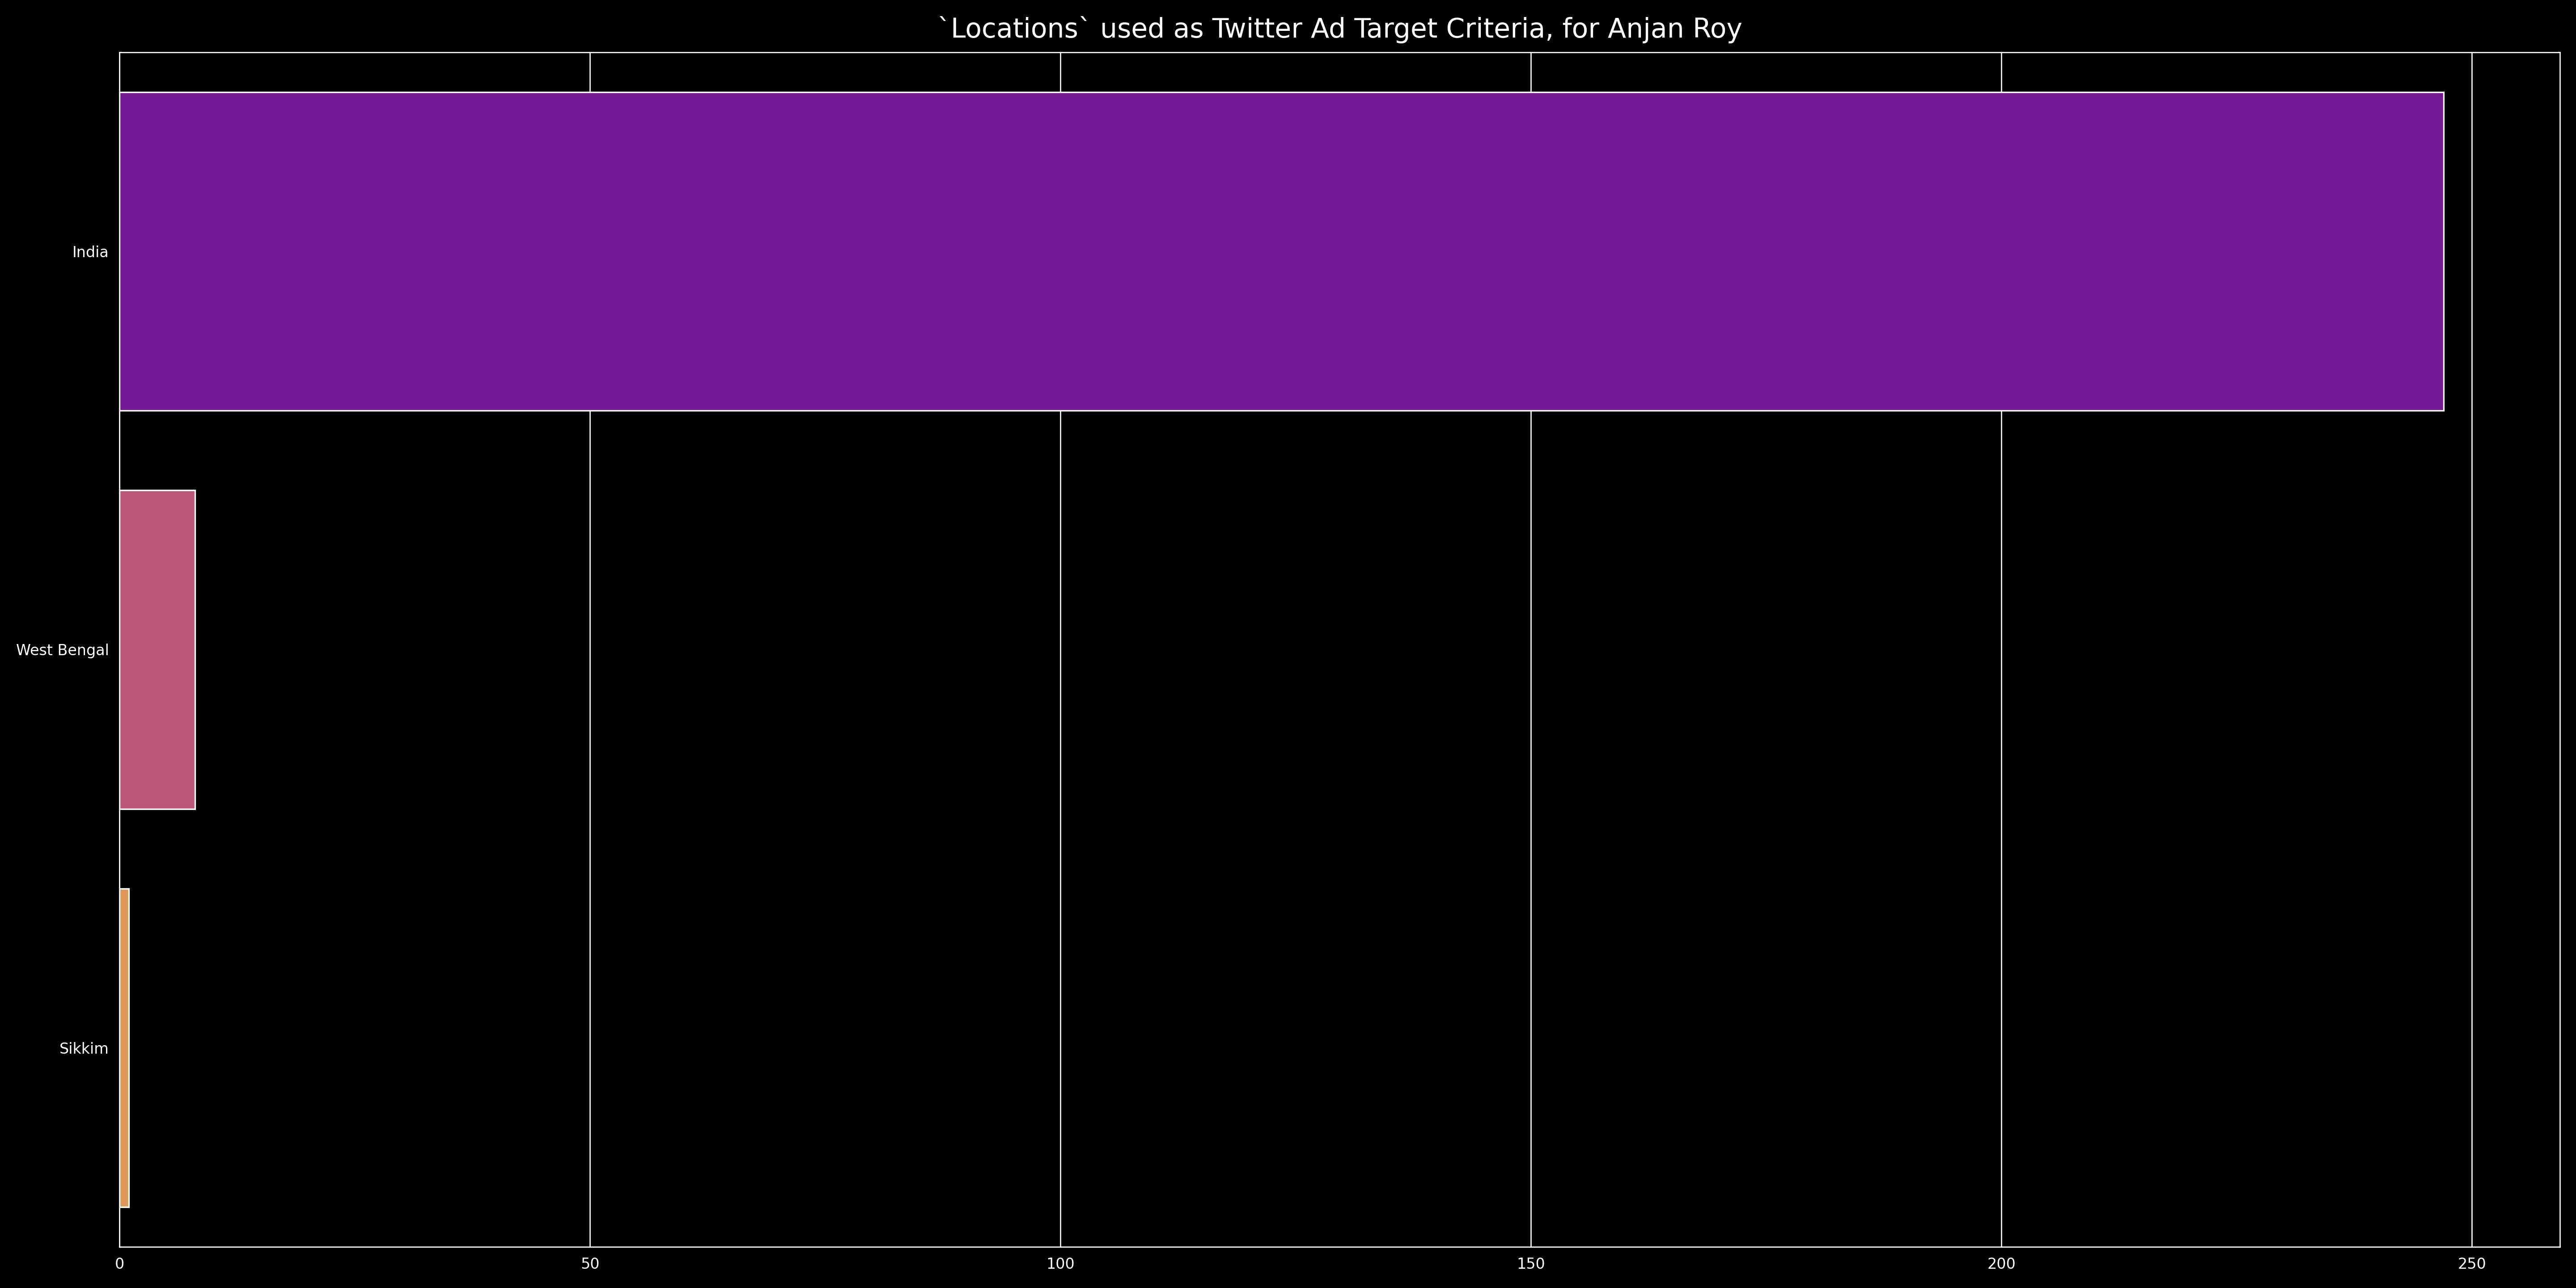 `Locations` used as Twitter Ad Target Criteria, for Anjan Roy
India
West Bengal
Sikkim
0 50 100 150 200 250